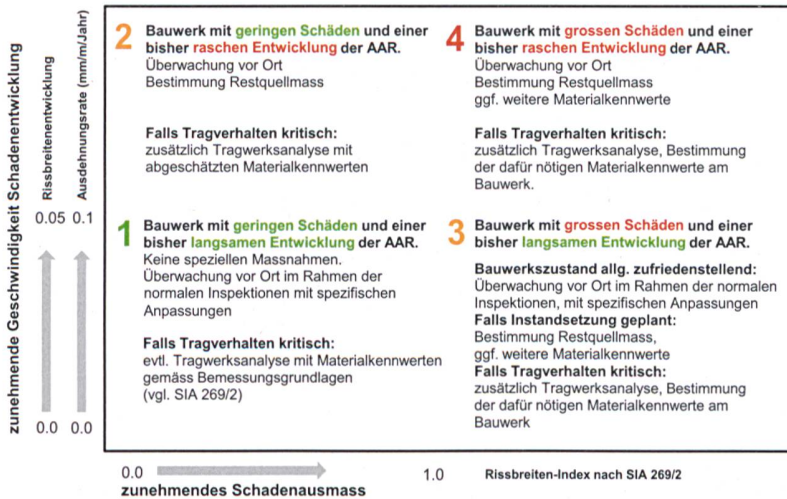 zunehmende Geschwindigkeit Schadenentwicklung
Rissbreitenentwicklung
Ausdehnungsrate (mm/m/Jahr)
0.05 0.1
0.0 0.0
2 Bauwerk mit geringen Schäden und einer
bisher raschen Entwicklung der AAR.
Überwachung vor Ort
Bestimmung Restquellmass
Falls Tragverhalten kritisch:
zusätzlich Tragwerksanalyse mit
abgeschätzten Materialkennwerten
4 Bauwerk mit grossen Schäden und einer
bisher raschen Entwicklung der AAR.
Überwachung vor Ort
Bestimmung Restquellmass
ggf. weitere Materialkennwerte
Falls Tragverhalten kritisch:
zusätzlich Tragwerksanalyse, Bestimmung
der dafür nötigen Materialkennwerte am
Bauwerk.
1 Bauwerk mit geringen Schäden und einer
bisher langsamen Entwicklung der AAR.
Keine speziellen Massnahmen.
Überwachung vor Ort im Rahmen der
normalen Inspektionen mit spezifischen
Anpassungen
Falls Tragverhalten kritisch:
evtl. Tragwerksanalyse mit Materialkennwerten
gemäss Bemessungsgrundlagen
(vgl. SIA 269/2)
3 Bauwerk mit grossen Schäden und einer
bisher langsamen Entwicklung der AAR.
Bauwerkszustand allg. zufriedenstellend:
Überwachung vor Ort im Rahmen der normalen
Inspektionen, mit spezifischen Anpassungen
Falls Instandsetzung geplant:
Bestimmung Restquellmass,
ggf. weitere Materialkennwerte
Falls Tragverhalten kritisch:
zusätzlich Tragwerksanalyse, Bestimmung
der dafür nötigen Materialkennwerte am
Bauwerk
0.0 1.0 Rissbreiten-Index nach SIA 269/2
zunehmendes Schadenausmass